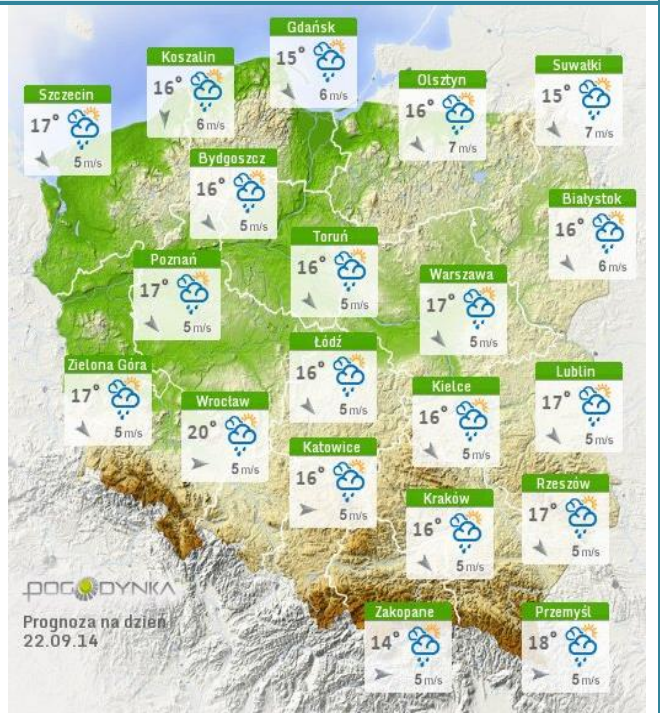 Gdańsk
15°
6 m/s
Koszalin
16°
6 m/s
Szczecin
17°
5 m/s
Olsztyn
16°
7 m/s
Suwałki
15°
7 m/s
Bydgoszcz
16°
5 m/s
Białystok
16°
6 m/s
Toruń
16°
5 m/s
Poznań
17°
5 m/s
Warszawa
17°
5 m/s
Łódź
16°
5 m/s
Zielona Góra
17°
5 m/s
Wrocław
20°
5 m/s
Kielce
16°
5 m/s
Lublin
17°
5 m/s
Katowice
16°
5 m/s
Kraków
16°
5 m/s
Rzeszów
17°
5 m/s
POGODYNKA
Prognoza na dzień
22.09.14
Zakopane
14°
5 m/s
Przemyśl
18°
5 m/s